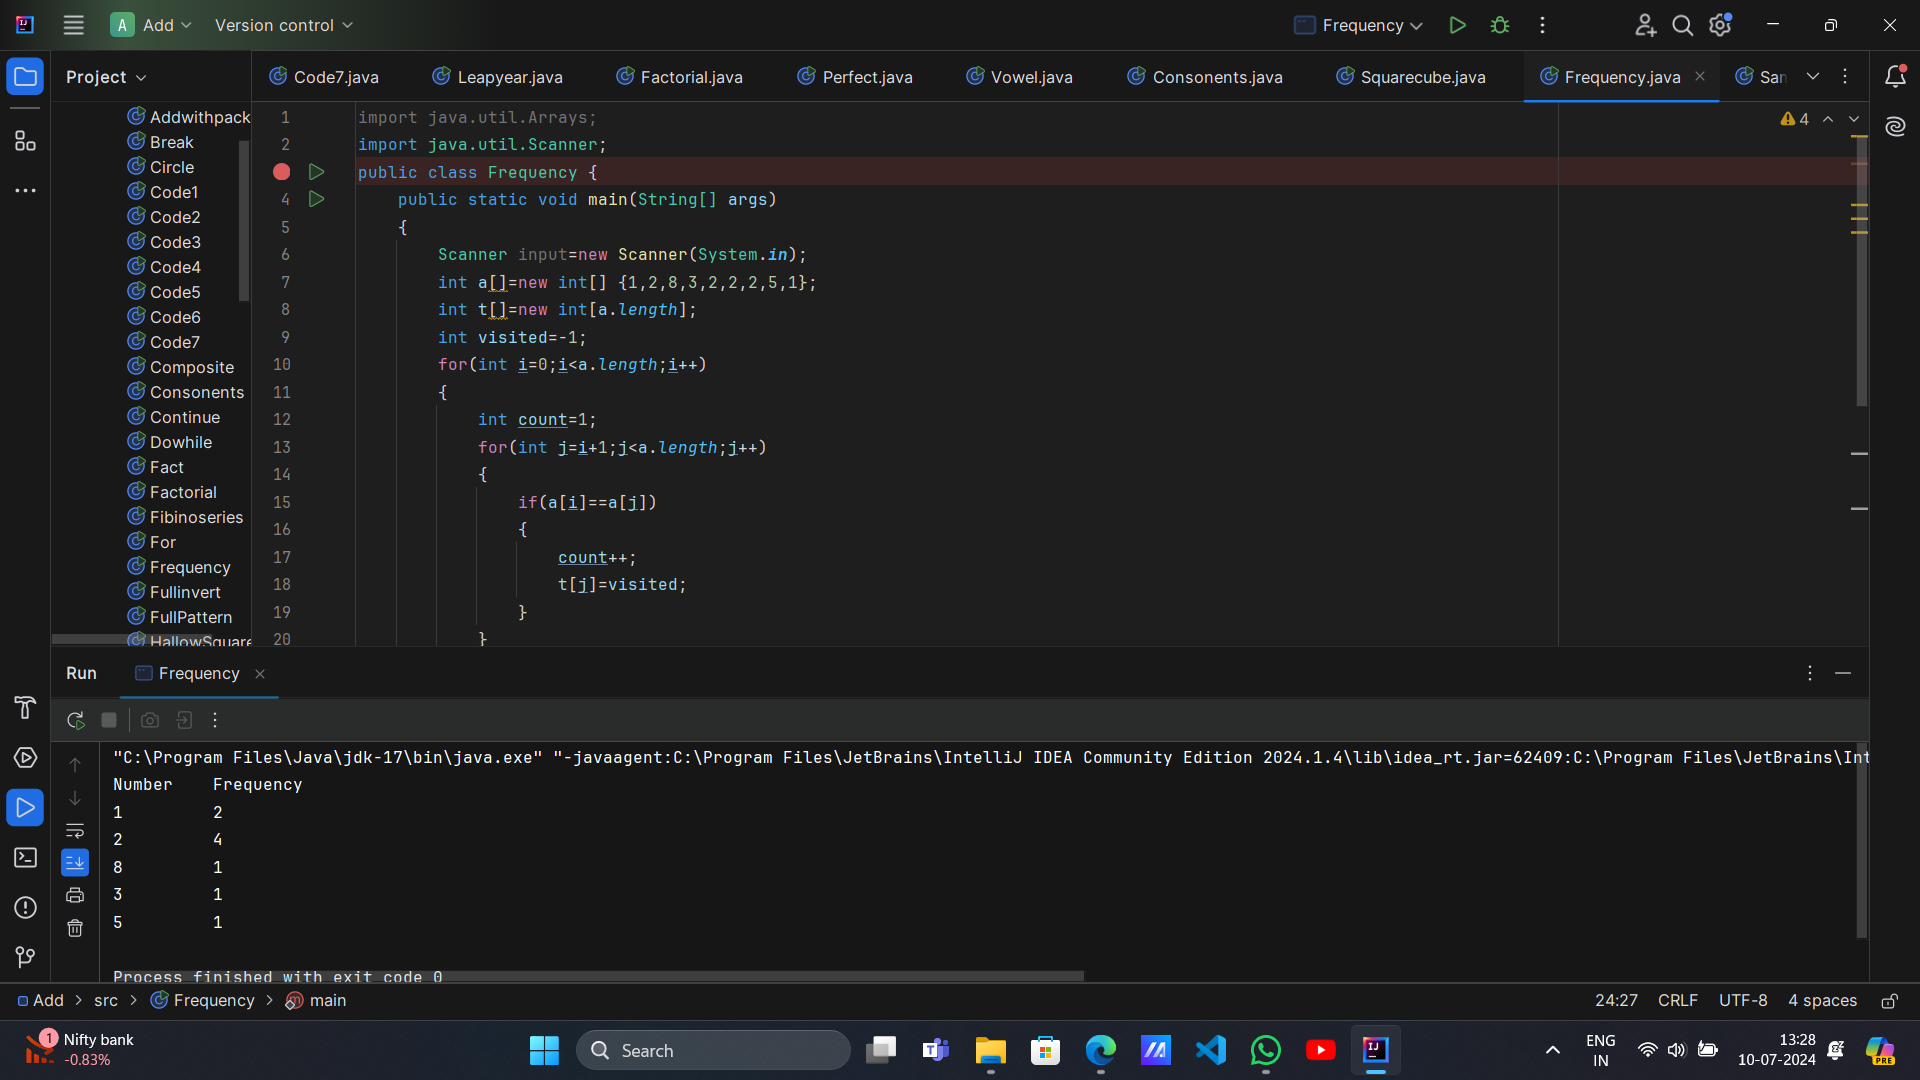 A Add Version control Frequency
Project
Code7.java Leapyear.java Factorial.java Perfect.java Vowel.java Consonents.java Squarecube.java Frequency.java San
Addwithpack
Break
Circle
Code1
Code2
Code3
Code4
Code5
Code6
Code7
Composite
Consonents
Continue
Dowhile
Fact
Factorial
Fibinoseries
For
Frequency
Fullinvert
FullPattern
HallowSquare
4
1 import java.util.Arrays;
2 import java.util.Scanner;
public class Frequency {
4 public static void main(String[] args)
5 {
6 Scanner input=new Scanner(System.in);
7 int a[]=new int[] {1,2,8,3,2,2,2,5,1};
8 int t[]=new int[a.length];
9 int visited=-1;
10 for(int i=0;i<a.length;i++)
11 {
12 int count=1;
13 for(int j=i+1;j<a.length;j++)
14 {
15 if(a[i]==a[j])
16 {
17 count++;
18 t[j]=visited;
19 }
20 }
Run Frequency
"C:\Program Files\Java\jdk-17\bin\java.exe" "-javaagent:C:\Program Files\JetBrains\IntelliJ IDEA Community Edition 2024.1.4\lib\idea_rt.jar=62409:C:\Program Files\JetBrains\Int
Number Frequency
1 2
2 4
8 1
3 1
5 1
Process finished with exit code 0
Add > src > Frequency > main
24:27 CRLF UTF-8 4 spaces
1 Nifty bank
-0.83%
Search
ENG
IN
13:28
10-07-2024
PRE